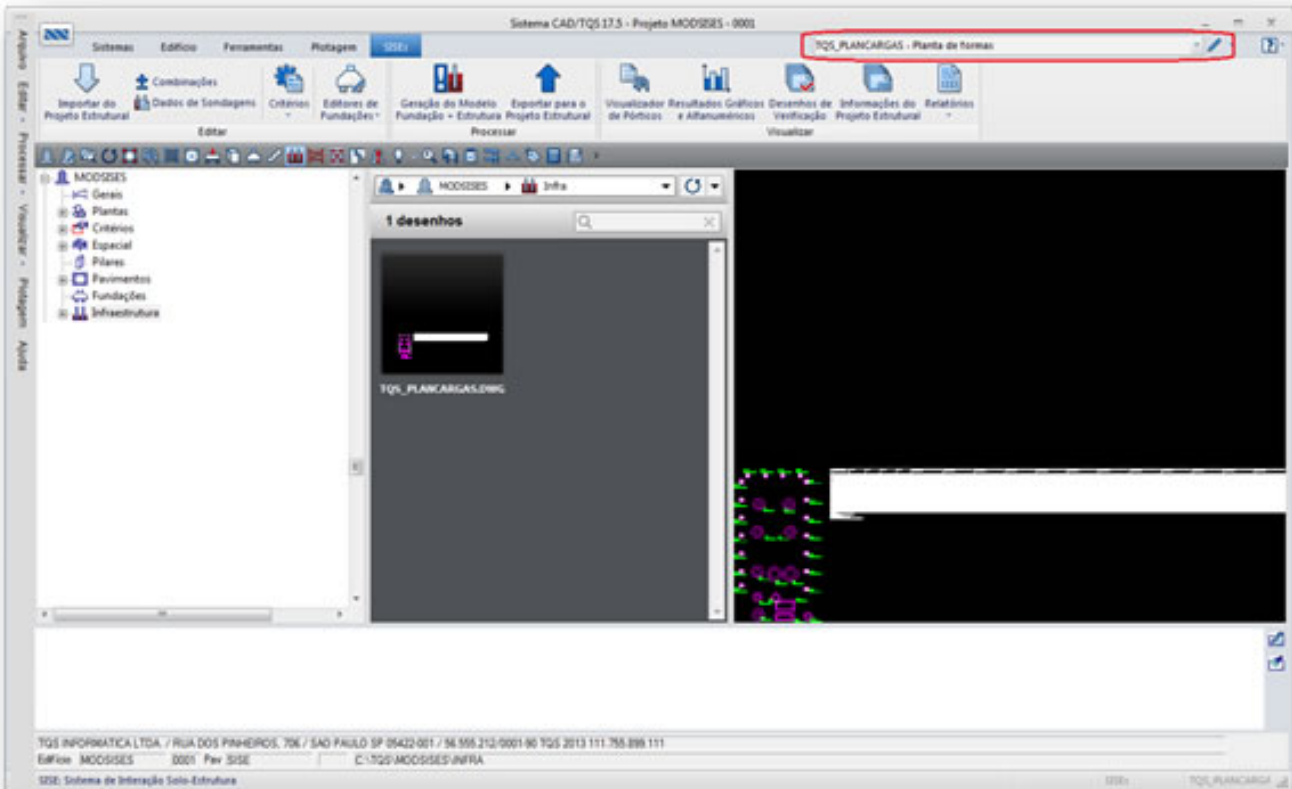 Sistema CAD/TQS 17.5 - Projeto MODSISES - 0001
Sistemas Edifício Ferramentas Plotagem SISEs
TQS_PLANCARGAS - Planta de formas
Importar do Projeto Estrutural
Combinações
Dados de Sondagens
Critérios
Editores de Fundações
Geração do Modelo Fundação + Estrutura
Exportar para o Projeto Estrutural
Visualizador de Pórticos
Resultados Gráficos e Alfanuméricos
Desenhos de Verificação
Informações do Projeto Estrutural
Relatórios
Editar
Processar
Visualizar
Arquivo Editar Processar Visualizar Plotagem Ajuda
MODSISES
Gerais
Plantas
Critérios
Espacial
Pilares
Pavimentos
Fundações
Infraestrutura
MODSISES Infra
1 desenhos
TQS_PLANCARGAS.DWG
TQS INFORMATICA LTDA. / RUA DOS PINHEIROS, 706 / SAO PAULO SP 05422-001 / 56.555.212/0001-90 TQS 2013 111.755.899.111
Edifício MODSISES 0001 Pav SISE C:\TQS\MODSISES\INFRA
SISE: Sistema de Interação Solo-Estrutura
SISEs
TQS_PLANCARGA